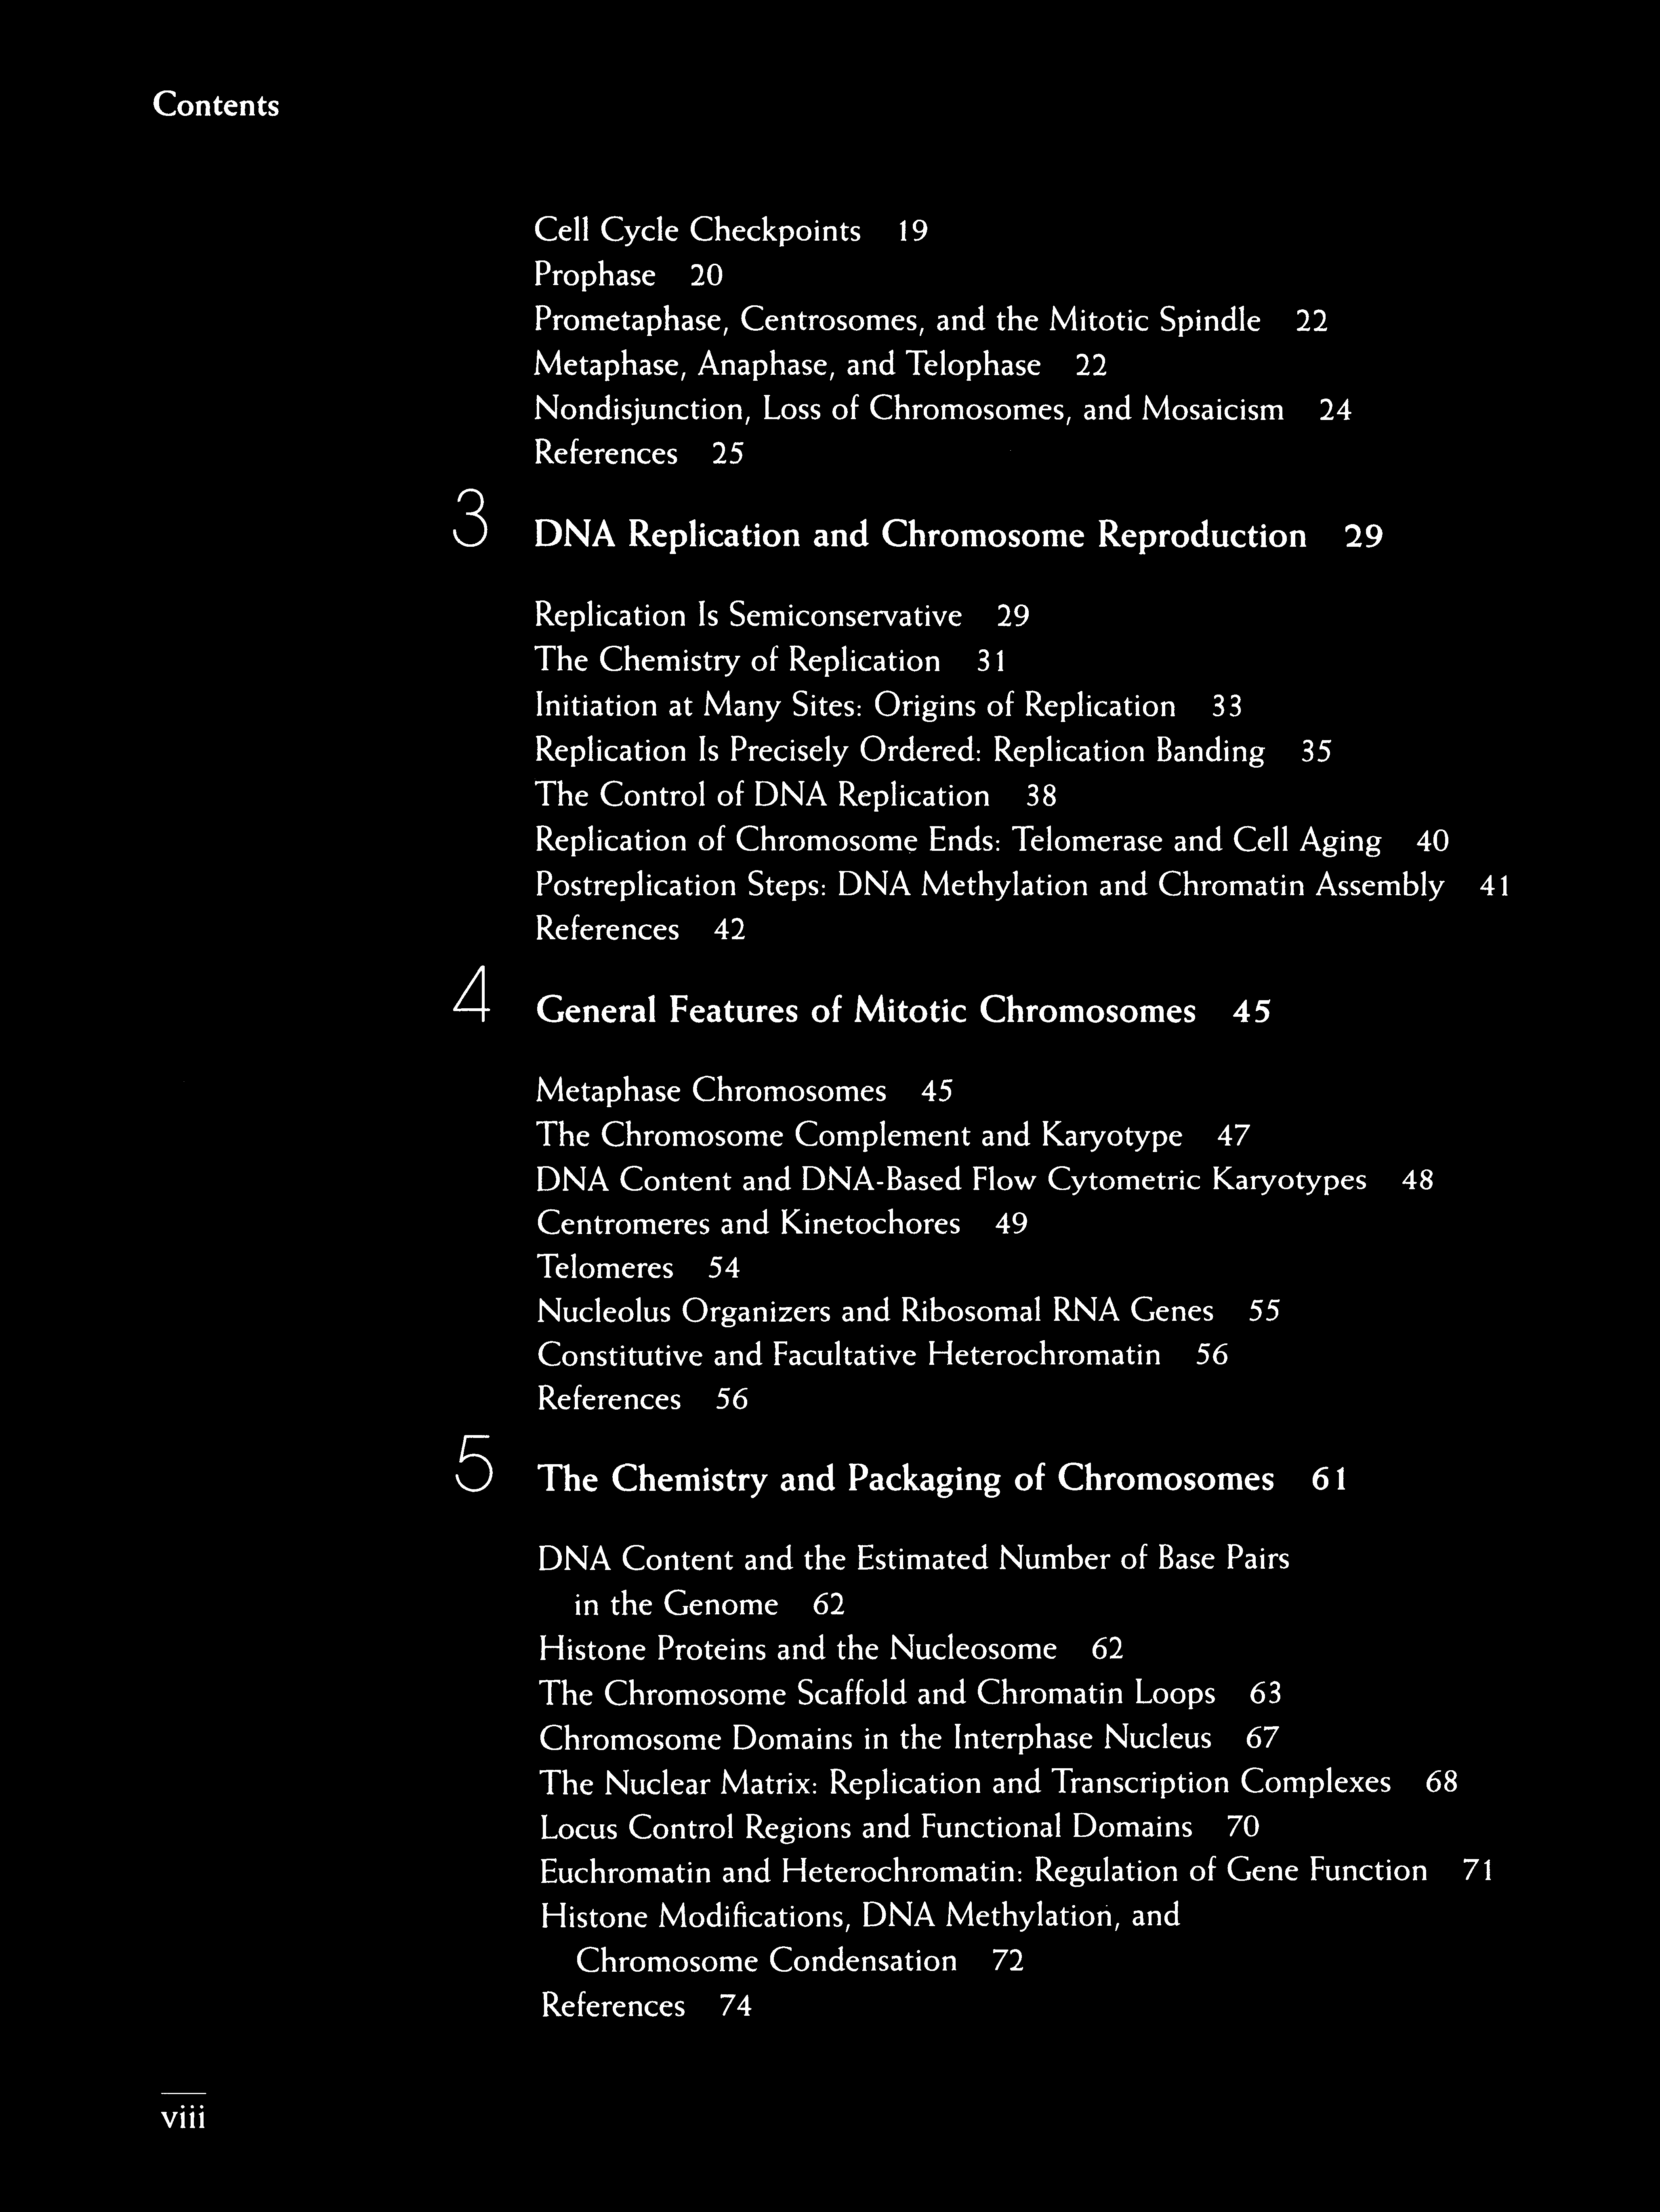 Contents
Cell Cycle Checkpoints 19
Prophase 20
Prometaphase, Centrosomes, and the Mitotic Spindle 22
Metaphase, Anaphase, and Telophase 22
Nondisjunction, Loss of Chromosomes, and Mosaicism 24
References 25
3 DNA Replication and Chromosome Reproduction 29
Replication Is Semiconservative 29
The Chemistry of Replication 31
Initiation at Many Sites: Origins of Replication 33
Replication Is Precisely Ordered: Replication Banding 35
The Control of DNA Replication 38
Replication of Chromosome Ends: Telomerase and Cell Aging 40
Postreplication Steps: DNA Methylation and Chromatin Assembly 41
References 42
4 General Features of Mitotic Chromosomes 45
Metaphase Chromosomes 45
The Chromosome Complement and Karyotype 47
DNA Content and DNA-Based Flow Cytometric Karyotypes 48
Centromeres and Kinetochores 49
Telomeres 54
Nucleolus Organizers and Ribosomal RNA Genes 55
Constitutive and Facultative Heterochromatin 56
References 56
5 The Chemistry and Packaging of Chromosomes 61
DNA Content and the Estimated Number of Base Pairs
in the Genome 62
Histone Proteins and the Nucleosome 62
The Chromosome Scaffold and Chromatin Loops 63
Chromosome Domains in the Interphase Nucleus 67
The Nuclear Matrix: Replication and Transcription Complexes 68
Locus Control Regions and Functional Domains 70
Euchromatin and Heterochromatin: Regulation of Gene Function 71
Histone Modifications, DNA Methylation, and
Chromosome Condensation 72
References 74
viii